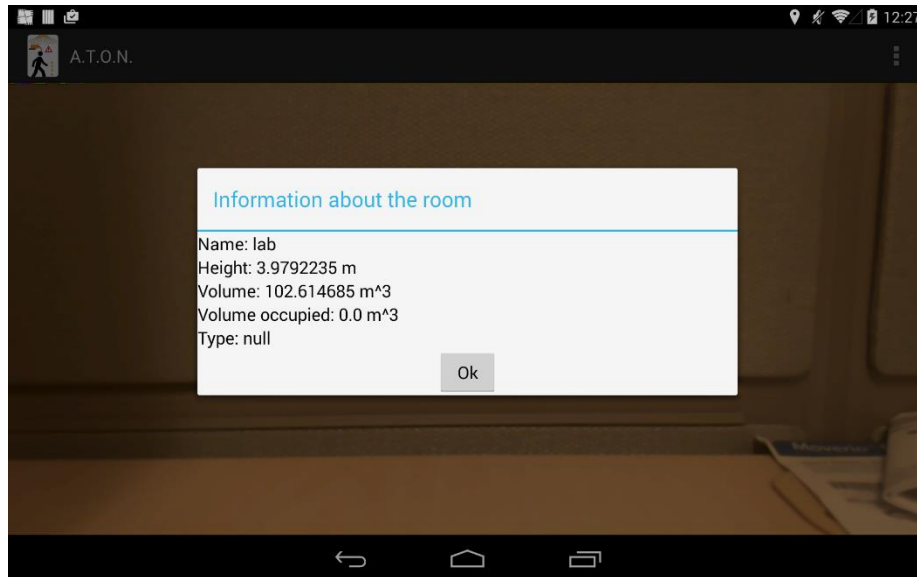 12:27
A.T.O.N.
Information about the room
Name: lab
Height: 3.9792235 m
Volume: 102.614685 m^3
Volume occupied: 0.0 m^3
Type: null
Ok